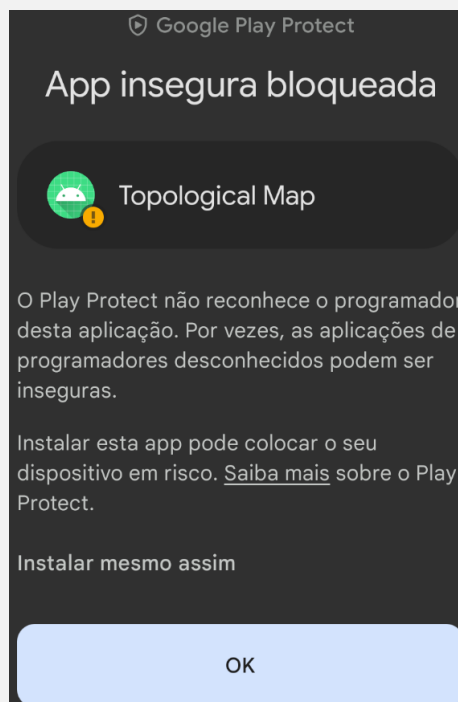 Google Play Protect
App insegura bloqueada
Topological Map
O Play Protect não reconhece o programador
desta aplicação. Por vezes, as aplicações de
programadores desconhecidos podem ser
inseguras.
Instalar esta app pode colocar o seu
dispositivo em risco. Saiba mais sobre o Play
Protect.
Instalar mesmo assim
OK